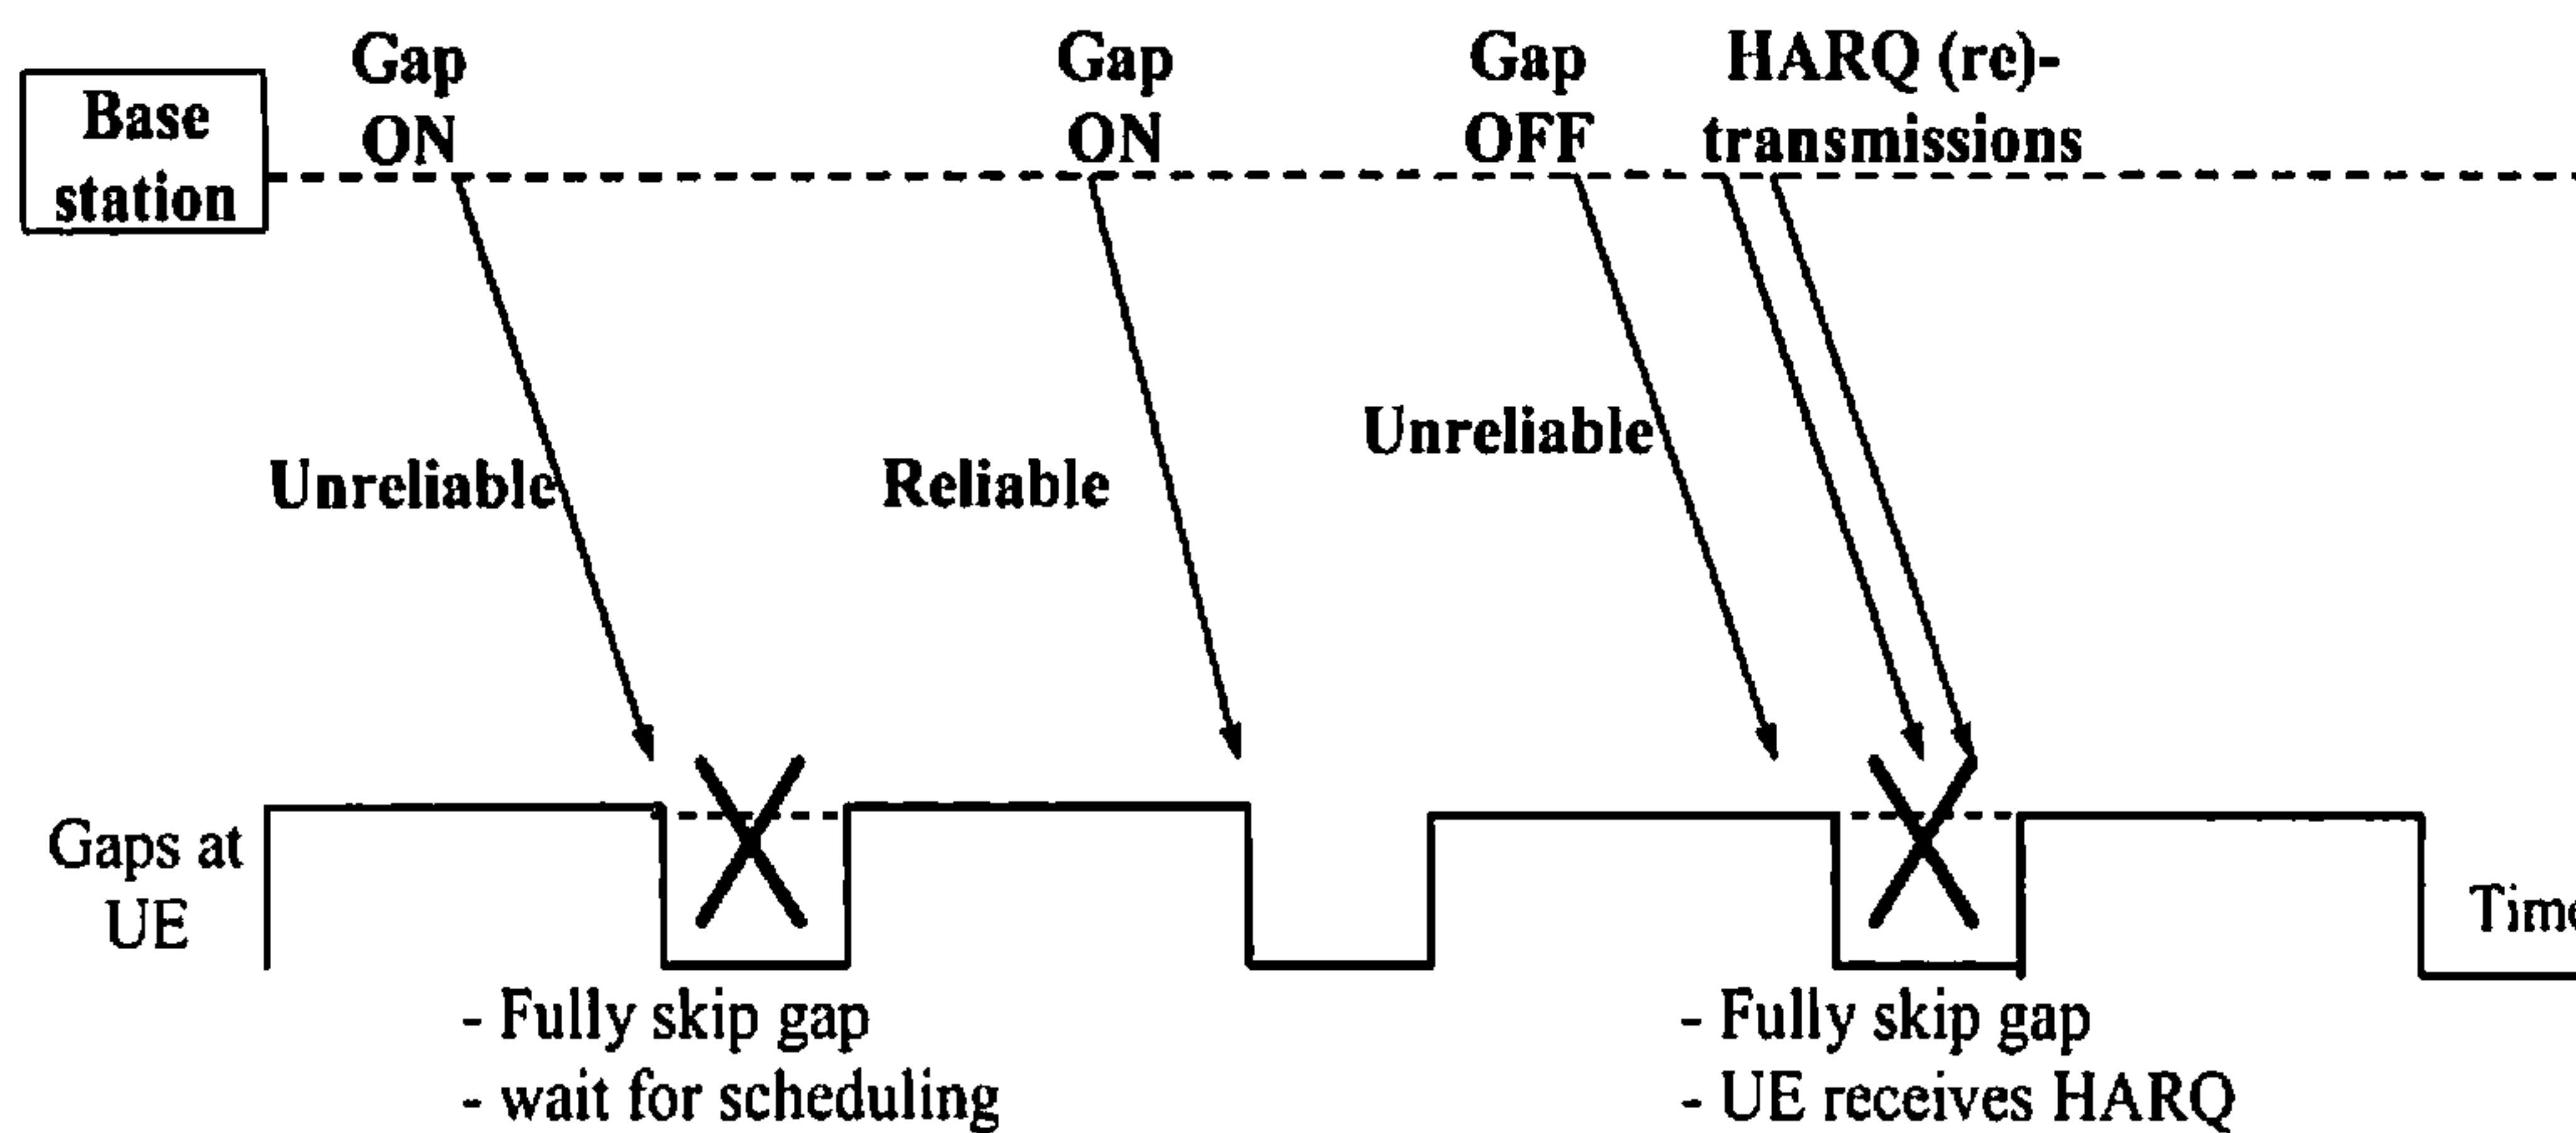 Gap
ON
Gap
ON
Gap
OFF
HARQ (re)-
transmissions
Base
station
Unreliable
Reliable
Unreliable
Gaps at
UE
Time
- Fully skip gap
- wait for scheduling
- Fully skip gap
- UE receives HARQ